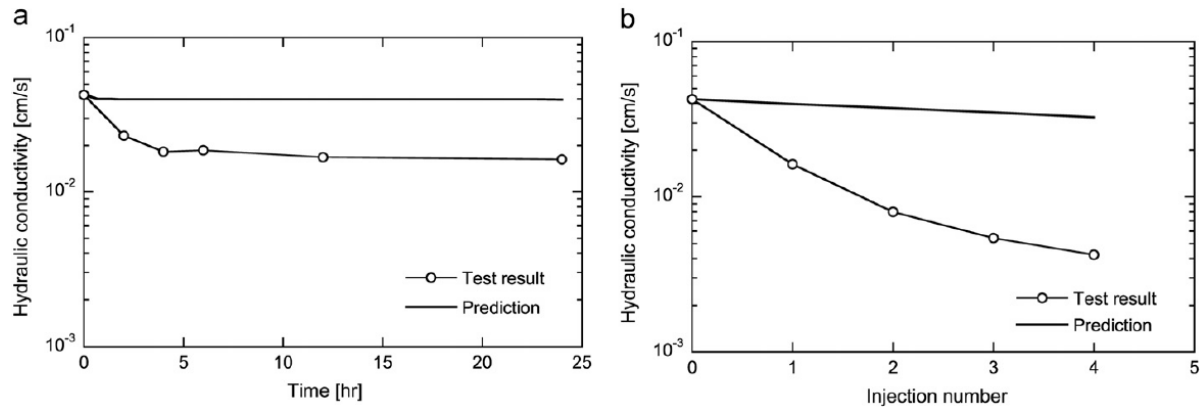 a
Hydraulic conductivity [cm/s]
10⁻¹
10⁻²
10⁻³
0
5
10
15
20
25
Time [hr]
Test result
Prediction
b
Hydraulic conductivity [cm/s]
10⁻¹
10⁻²
10⁻³
0
1
2
3
4
5
Injection number
Test result
Prediction